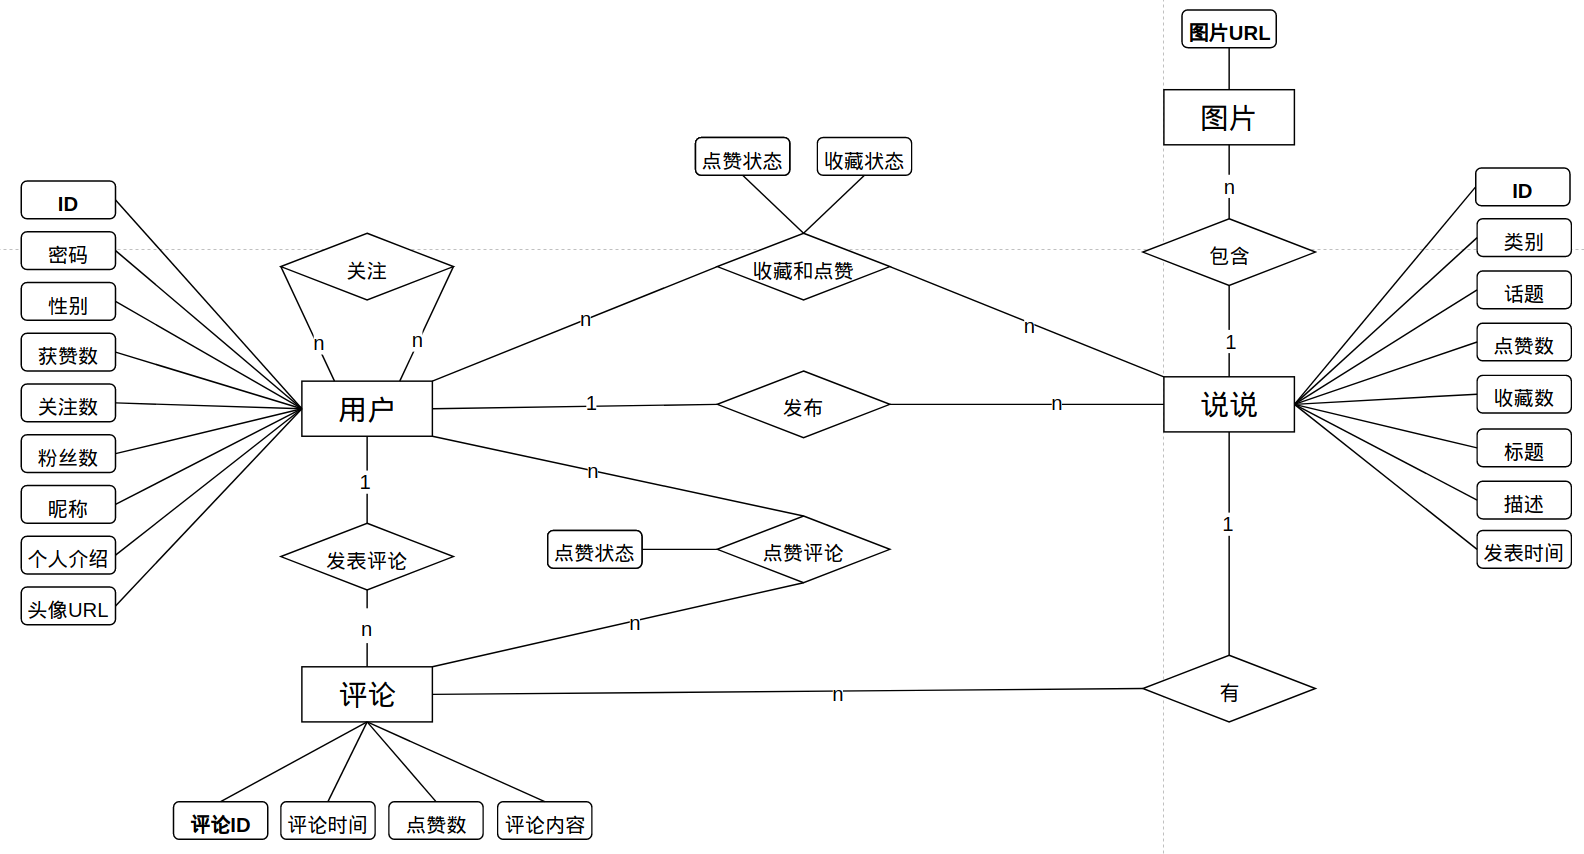 图片URL
图片
n
包含
1
点赞状态
收藏状态
收藏和点赞
n
n
关注
n
n
ID
密码
性别
获赞数
关注数
粉丝数
昵称
个人介绍
头像URL
用户
1
发布
n
说说
ID
类别
话题
点赞数
收藏数
标题
描述
发表时间
1
发表评论
n
n
点赞状态
点赞评论
n
1
有
n
评论
评论ID
评论时间
点赞数
评论内容